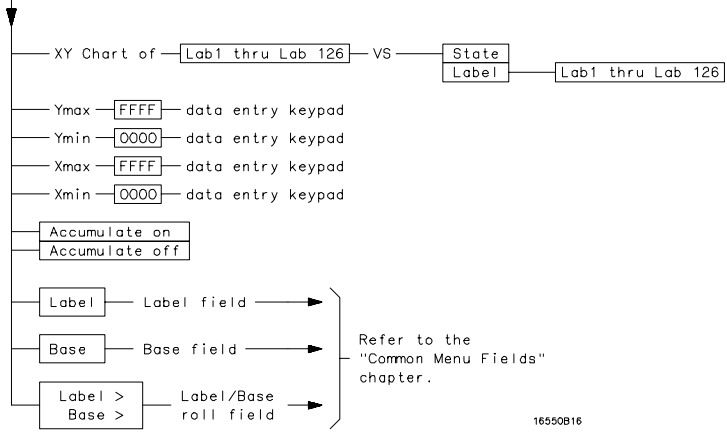 XY Chart of Lab1 thru Lab 126 VS State
Label Lab1 thru Lab 126
Ymax FFFF data entry keypad
Ymin 0000 data entry keypad
Xmax FFFF data entry keypad
Xmin 0000 data entry keypad
Accumulate on
Accumulate off
Label Label field
Base Base field
Label > Label/Base
Base > roll field
Refer to the
"Common Menu Fields"
chapter.
16550B16